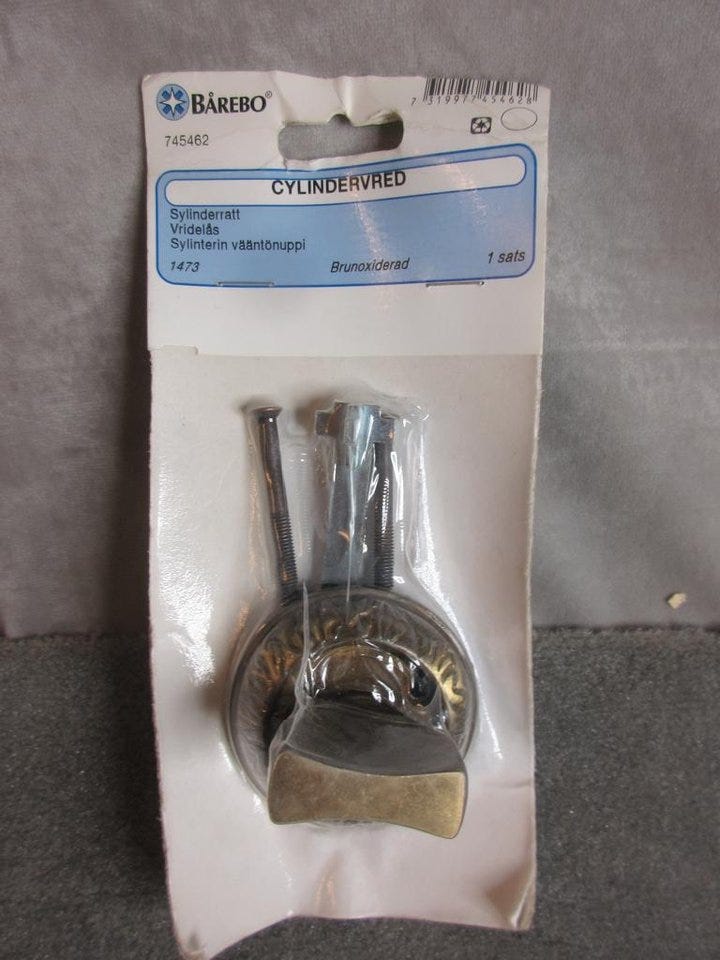 BÅREBO®
7 319977 454628
745462
CYLINDERVRED
Sylinderratt
Vridelås
Sylinterin vääntönuppi
1473 Brunoxiderad 1 sats